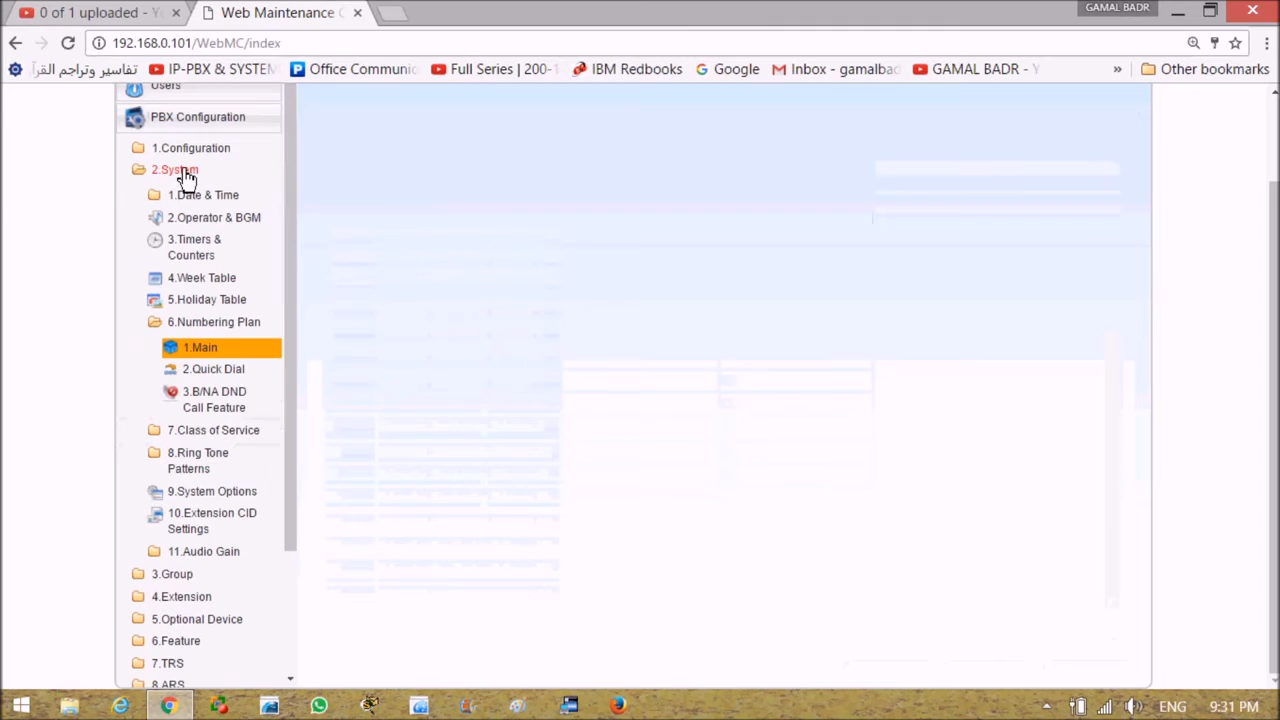 0 of 1 uploaded - Y
Web Maintenance C
GAMAL BADR
192.168.0.101/WebMC/index
تفاسير وتراجم القرآ
IP-PBX & SYSTEM
Office Communic
Full Series | 200-1
IBM Redbooks
Google
Inbox - gamalbad
GAMAL BADR - Y
»
Other bookmarks
Users
PBX Configuration
1.Configuration
2.System
1.Date & Time
2.Operator & BGM
3.Timers &
Counters
4.Week Table
5.Holiday Table
6.Numbering Plan
1.Main
2.Quick Dial
3.B/NA DND
Call Feature
7.Class of Service
8.Ring Tone
Patterns
9.System Options
10.Extension CID
Settings
11.Audio Gain
3.Group
4.Extension
5.Optional Device
6.Feature
7.TRS
8.ARS
ENG
9:31 PM